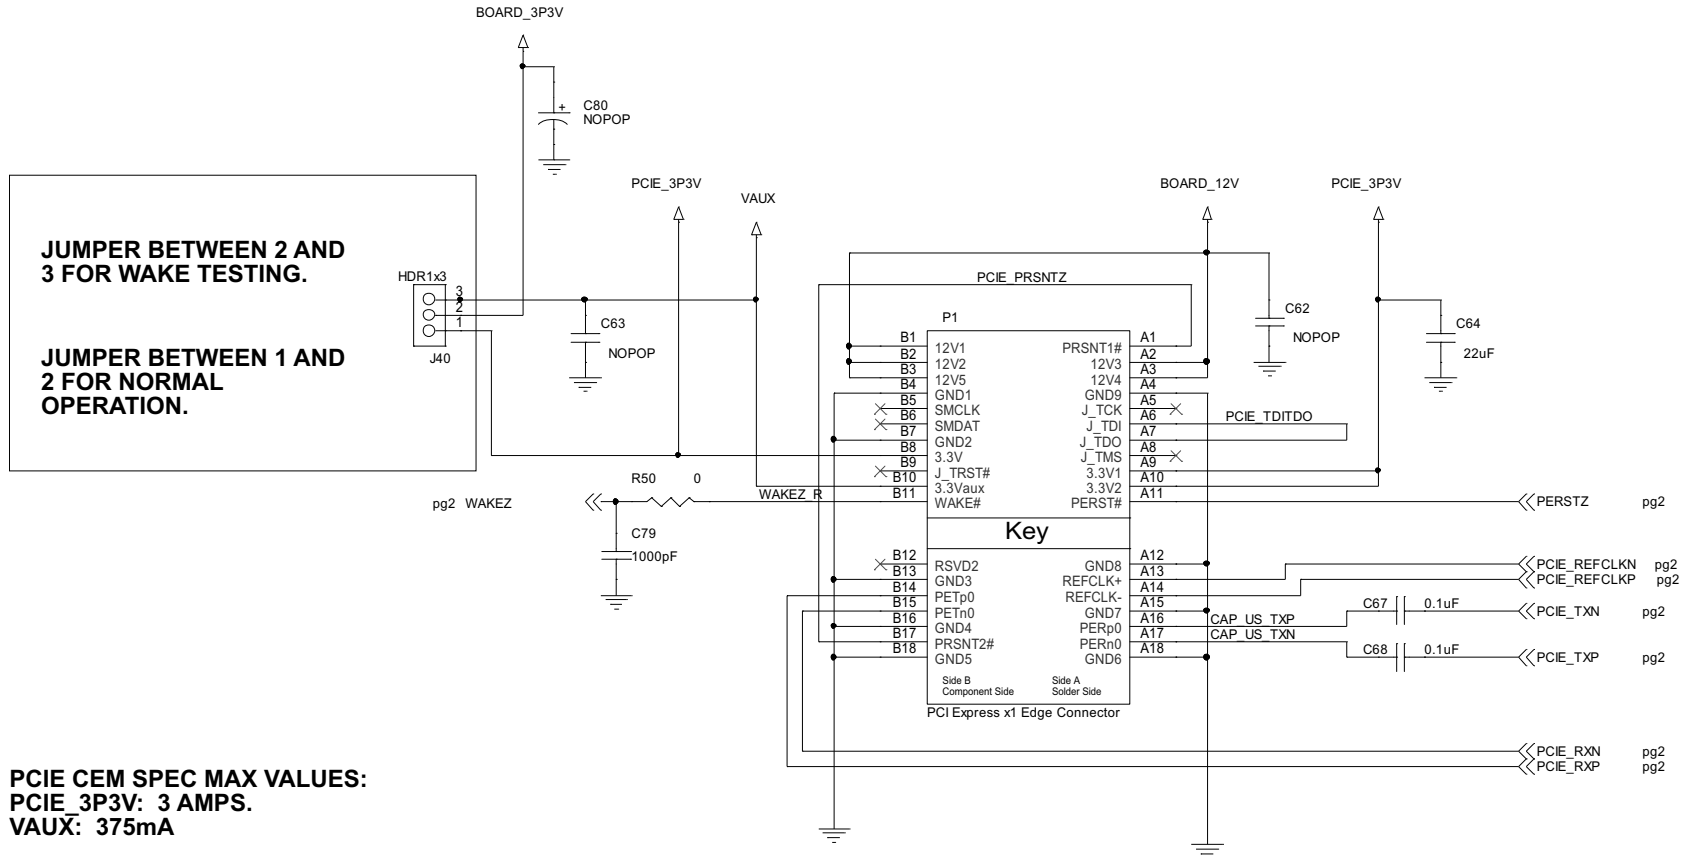 BOARD_3P3V
C80
NOPOP
+
PCIE_3P3V
VAUX
BOARD_12V
PCIE_3P3V
JUMPER BETWEEN 2 AND
3 FOR WAKE TESTING.
JUMPER BETWEEN 1 AND
2 FOR NORMAL
OPERATION.
HDR1x3
3
2
1
J40
C63
NOPOP
PCIE_PRSNTZ
C62
NOPOP
C64
22uF
P1
B1 12V1 PRSNT1# A1
B2 12V2 12V3 A2
B3 12V5 12V4 A3
B4 GND1 GND9 A4
B5 SMCLK J_TCK A5
B6 SMDAT J_TDI A6
B7 GND2 J_TDO A7
B8 3.3V J_TMS A8
B9 J_TRST# 3.3V1 A9
B10 3.3Vaux 3.3V2 A10
B11 WAKE# PERST# A11
PCIE_TDITDO
R50 0
pg2 WAKEZ
WAKEZ_R
PERSTZ pg2
C79
1000pF
Key
B12 RSVD2 GND8 A12
B13 GND3 REFCLK+ A13
B14 PETp0 REFCLK- A14
B15 PETn0 GND7 A15
B16 GND4 PERp0 A16
B17 PRSNT2# PERn0 A17
B18 GND5 GND6 A18
PCIE_REFCLKN pg2
PCIE_REFCLKP pg2
C67 0.1uF
PCIE_TXN pg2
CAP_US_TXP
CAP_US_TXN
C68 0.1uF
PCIE_TXP pg2
Side B
Component Side
Side A
Solder Side
PCI Express x1 Edge Connector
PCIE_RXN pg2
PCIE_RXP pg2
PCIE CEM SPEC MAX VALUES:
PCIE_3P3V: 3 AMPS.
VAUX: 375mA